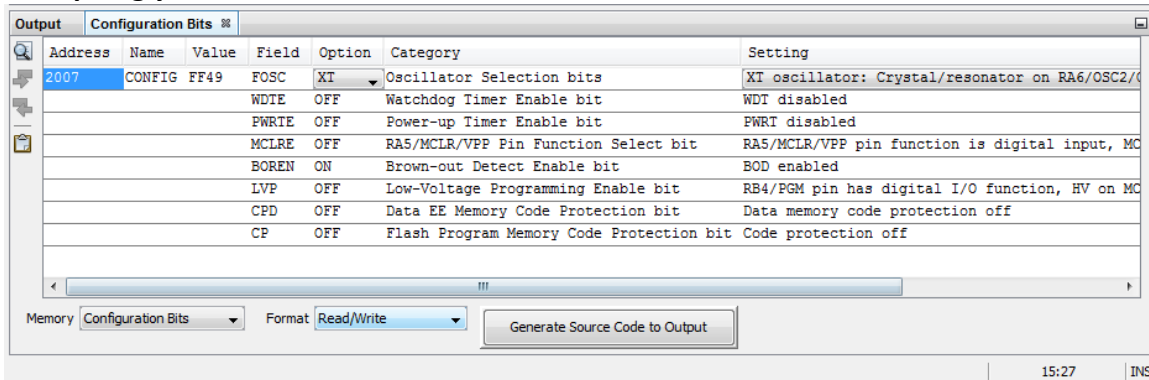 Output Configuration Bits
Address Name Value Field Option Category Setting
2007 CONFIG FF49 FOSC XT Oscillator Selection bits XT oscillator: Crystal/resonator on RA6/OSC2/
WDTE OFF Watchdog Timer Enable bit WDT disabled
PWRTE OFF Power-up Timer Enable bit PWRT disabled
MCLRE OFF RA5/MCLR/VPP Pin Function Select bit RA5/MCLR/VPP pin function is digital input, MC
BOREN ON Brown-out Detect Enable bit BOD enabled
LVP OFF Low-Voltage Programming Enable bit RB4/PGM pin has digital I/O function, HV on MC
CPD OFF Data EE Memory Code Protection bit Data memory code protection off
CP OFF Flash Program Memory Code Protection bit Code protection off
Memory Configuration Bits Format Read/Write Generate Source Code to Output
15:27 INS